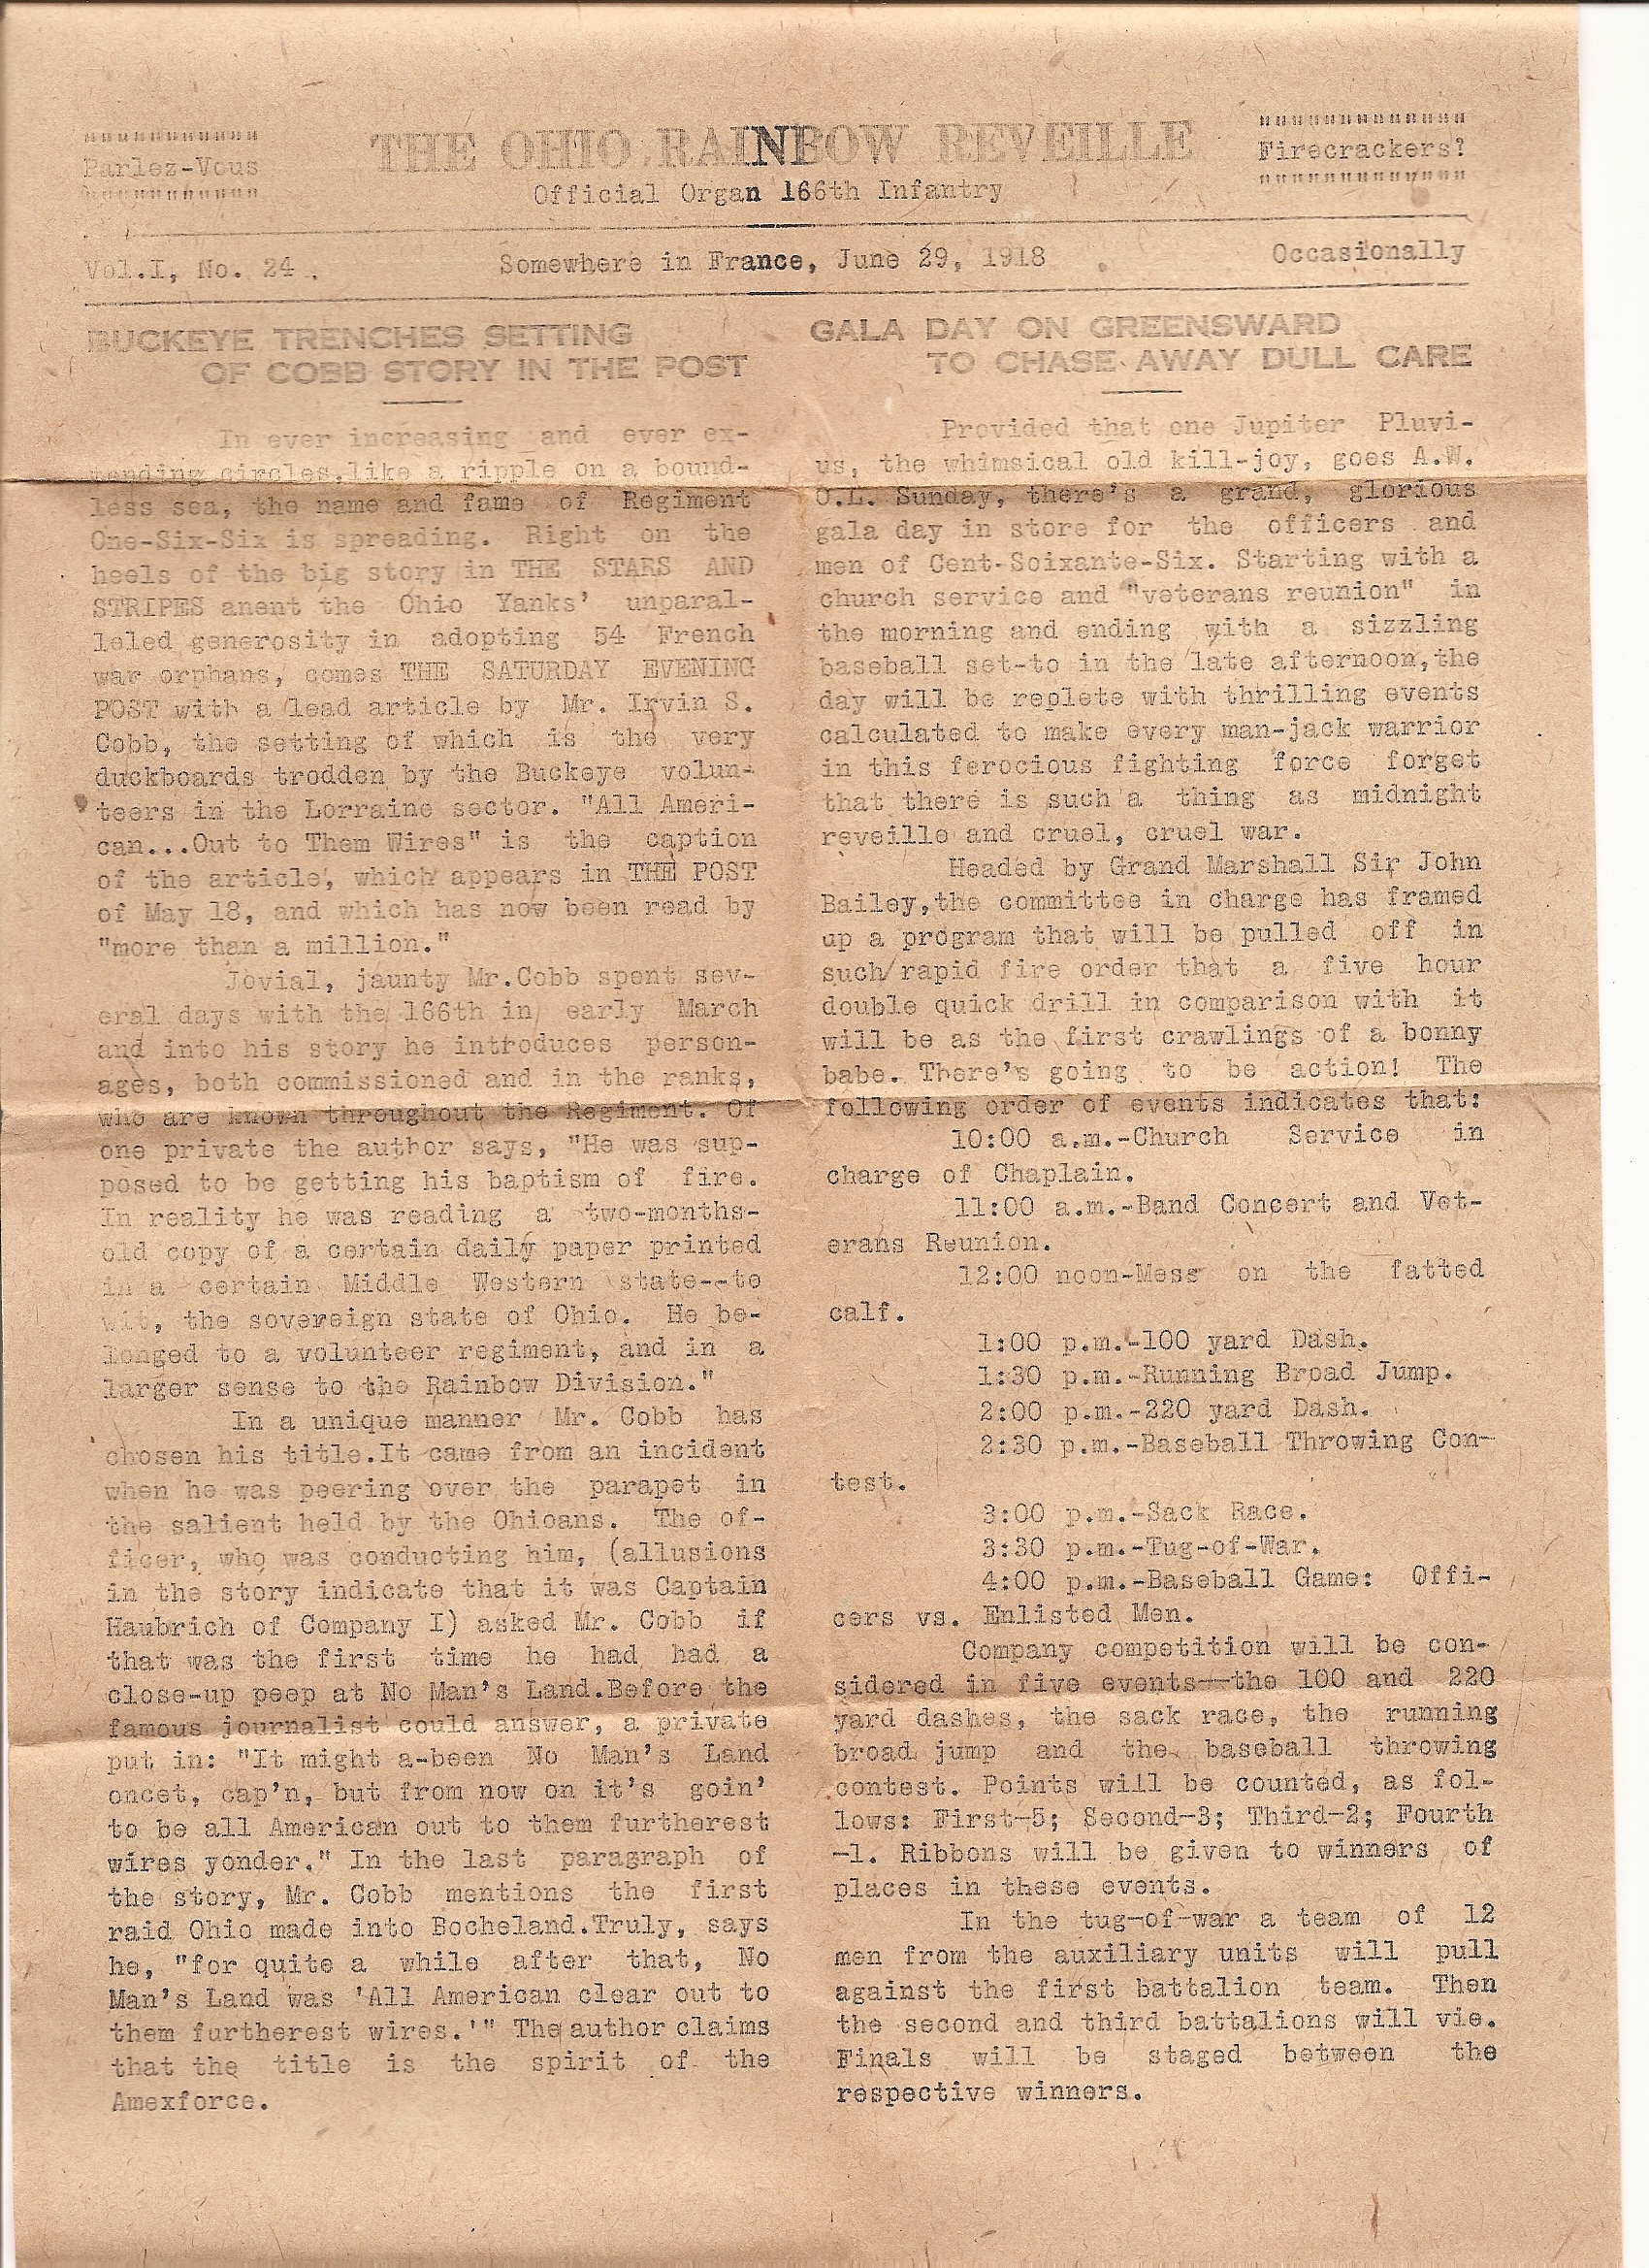 Parlez-Vous
THE OHIO RAINBOW REVEILLE
Firecrackers?
Official Organ 166th Infantry
Vol.I, No. 24.
Somewhere in France, June 29, 1918
Occasionally
BUCKEYE TRENCHES SETTING
OF COBB STORY IN THE POST
In ever increasing and ever ex-
tending circles,like a ripple on a bound-
less sea, the name and fame of Regiment
One-Six-Six is spreading. Right on the
heels of the big story in THE STARS AND
STRIPES anent the Ohio Yanks' unparal-
leled generosity in adopting 54 French
war orphans, comes THE SATURDAY EVENING
POST with a lead article by Mr. Irvin S.
Cobb, the setting of which is the very
duckboards trodden by the Buckeye volun-
teers in the Lorraine sector. "All Ameri-
can...Out to Them Wires" is the caption
of the article, which appears in THE POST
of May 18, and which has now been read by
"more than a million."
Jovial, jaunty Mr.Cobb spent sev-
eral days with the 166th in early March
and into his story he introduces person-
ages, both commissioned and in the ranks,
who are known throughout the Regiment. Of
one private the author says, "He was sup-
posed to be getting his baptism of fire.
In reality he was reading a two-months-
old copy of a certain daily paper printed
in a certain Middle Western state--to
wit, the sovereign state of Ohio. He be-
longed to a volunteer regiment, and in a
larger sense to the Rainbow Division."
In a unique manner Mr. Cobb has
chosen his title.It came from an incident
when he was peering over the parapet in
the salient held by the Ohioans. The of-
ficer, who was conducting him, (allusions
in the story indicate that it was Captain
Haubrich of Company I) asked Mr. Cobb if
that was the first time he had had a
close-up peep at No Man's Land.Before the
famous journalist could answer, a private
put in: "It might a-been No Man's Land
oncet, cap'n, but from now on it's goin'
to be all American out to them furtherest
wires yonder." In the last paragraph of
the story, Mr. Cobb mentions the first
raid Ohio made into Bocheland.Truly, says
he, "for quite a while after that, No
Man's Land was 'All American clear out to
them furtherest wires.'" The author claims
that the title is the spirit of the
Amexforce.
GALA DAY ON GREENSWARD
TO CHASE AWAY DULL CARE
Provided that one Jupiter Pluvi-
us, the whimsical old kill-joy, goes A.W.
O.L. Sunday, there's a grand, glorious
gala day in store for the officers and
men of Cent-Soixante-Six. Starting with a
church service and "veterans reunion" in
the morning and ending with a sizzling
baseball set-to in the late afternoon,the
day will be replete with thrilling events
calculated to make every man-jack warrior
in this ferocious fighting force forget
that there is such a thing as midnight
reveille and cruel, cruel war.
Headed by Grand Marshall Sir John
Bailey,the committee in charge has framed
up a program that will be pulled off in
such rapid fire order that a five hour
double quick drill in comparison with it
will be as the first crawlings of a bonny
babe. There's going to be action! The
following order of events indicates that:
10:00 a.m.-Church Service in
charge of Chaplain.
11:00 a.m.-Band Concert and Vet-
erans Reunion.
12:00 noon-Mess on the fatted
calf.
1:00 p.m.-100 yard Dash.
1:30 p.m.-Running Broad Jump.
2:00 p.m.-220 yard Dash.
2:30 p.m.-Baseball Throwing Con-
test.
3:00 p.m.-Sack Race.
3:30 p.m.-Tug-of-War.
4:00 p.m.-Baseball Game: Offi-
cers vs. Enlisted Men.
Company competition will be con-
sidered in five events--the 100 and 220
yard dashes, the sack race, the running
broad jump and the baseball throwing
contest. Points will be counted, as fol-
lows: First-5; Second-3; Third-2; Fourth
-1. Ribbons will be given to winners of
places in these events.
In the tug-of-war a team of 12
men from the auxiliary units will pull
against the first battalion team. Then
the second and third battalions will vie.
Finals will be staged between the
respective winners.